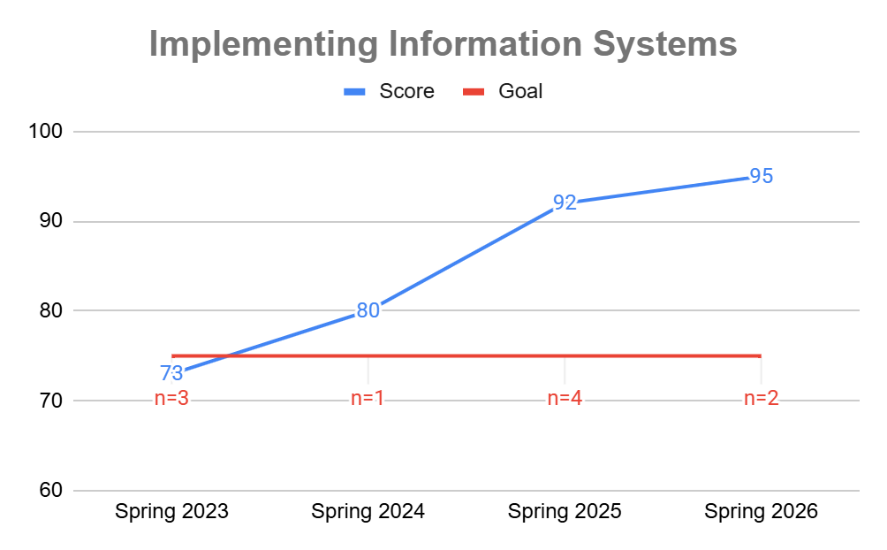 Implementing Information Systems
Score Goal
100
90
80
70
60
73
80
92
95
n=3 n=1 n=4 n=2
Spring 2023 Spring 2024 Spring 2025 Spring 2026